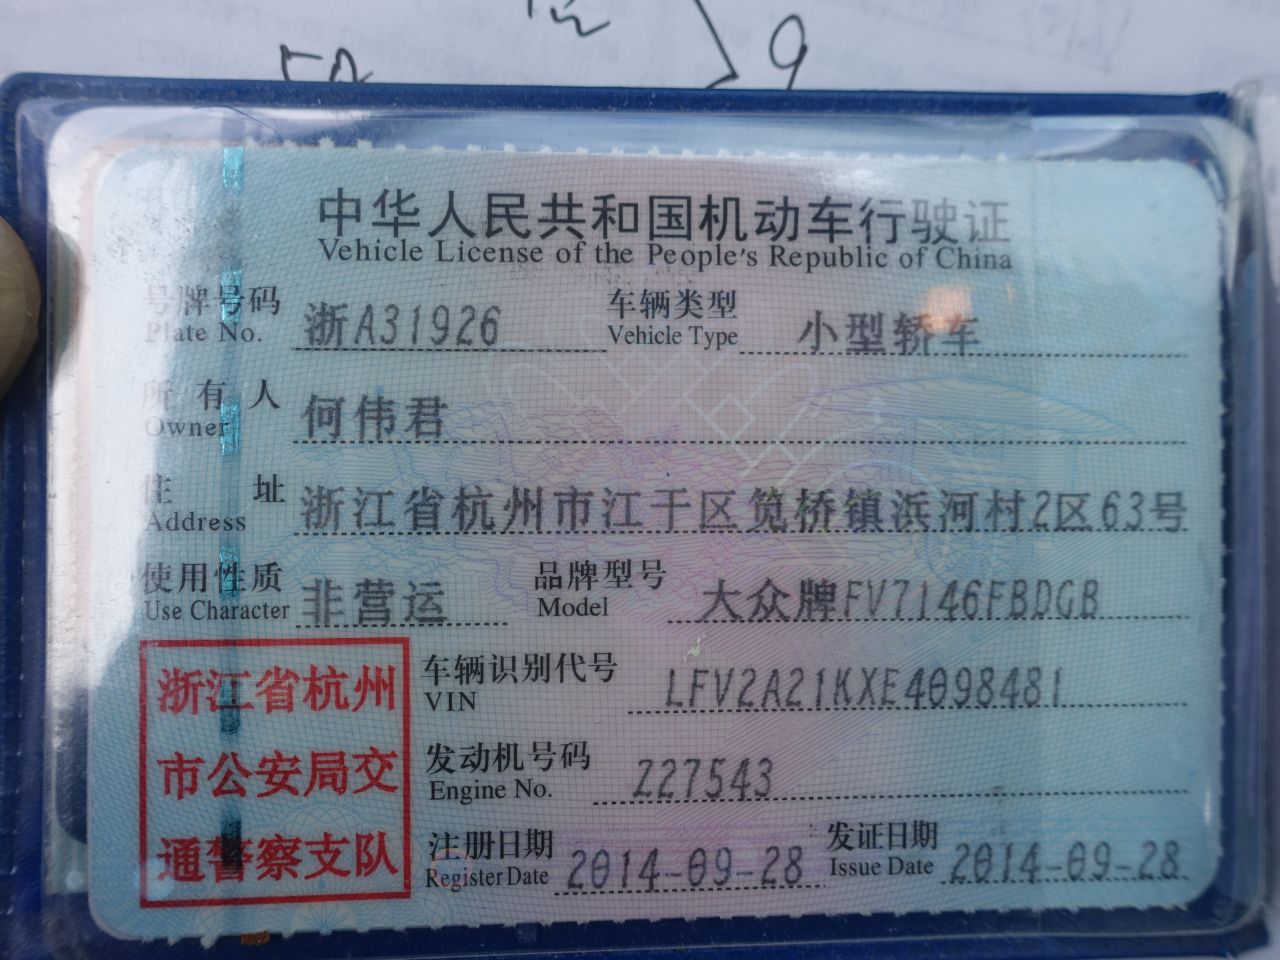 9
中华人民共和国机动车行驶证
Vehicle License of the People's Republic of China
号牌号码 浙A31926 车辆类型 小型轿车
Plate No. Vehicle Type
所有人 何伟君
Owner
住址 浙江省杭州市江干区笕桥镇浜河村2区63号
Address
使用性质 非营运 品牌型号 大众牌FV7146FBDGB
Use Character Model
浙江省杭州
市公安局交
通警察支队
车辆识别代号 LFV2A21KXE4098481
VIN
发动机号码 Z27543
Engine No.
注册日期 2014-09-28 发证日期 2014-09-28
Register Date Issue Date